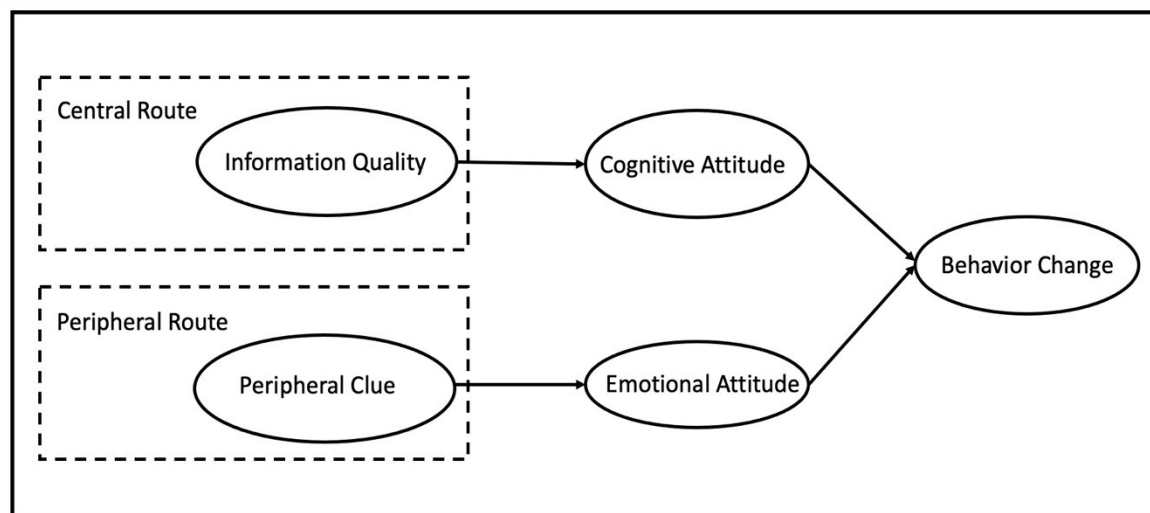 Central Route
Information Quality
Cognitive Attitude
Behavior Change
Peripheral Route
Peripheral Clue
Emotional Attitude